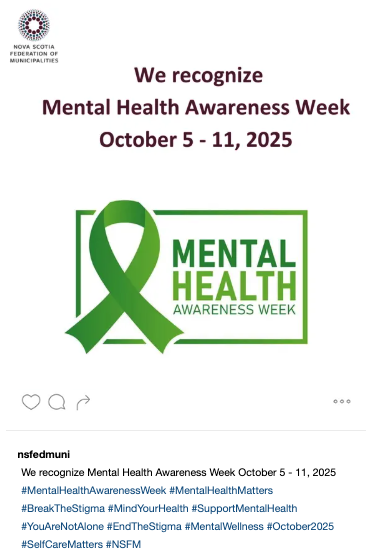 NOVA SCOTIA
FEDERATION OF
MUNICIPALITIES
We recognize
Mental Health Awareness Week
October 5 - 11, 2025
MENTAL
HEALTH
AWARENESS WEEK
nsfedmuni
We recognize Mental Health Awareness Week October 5 - 11, 2025
#MentalHealthAwarenessWeek #MentalHealthMatters
#BreakTheStigma #MindYourHealth #SupportMentalHealth
#YouAreNotAlone #EndTheStigma #MentalWellness #October2025
#SelfCareMatters #NSFM